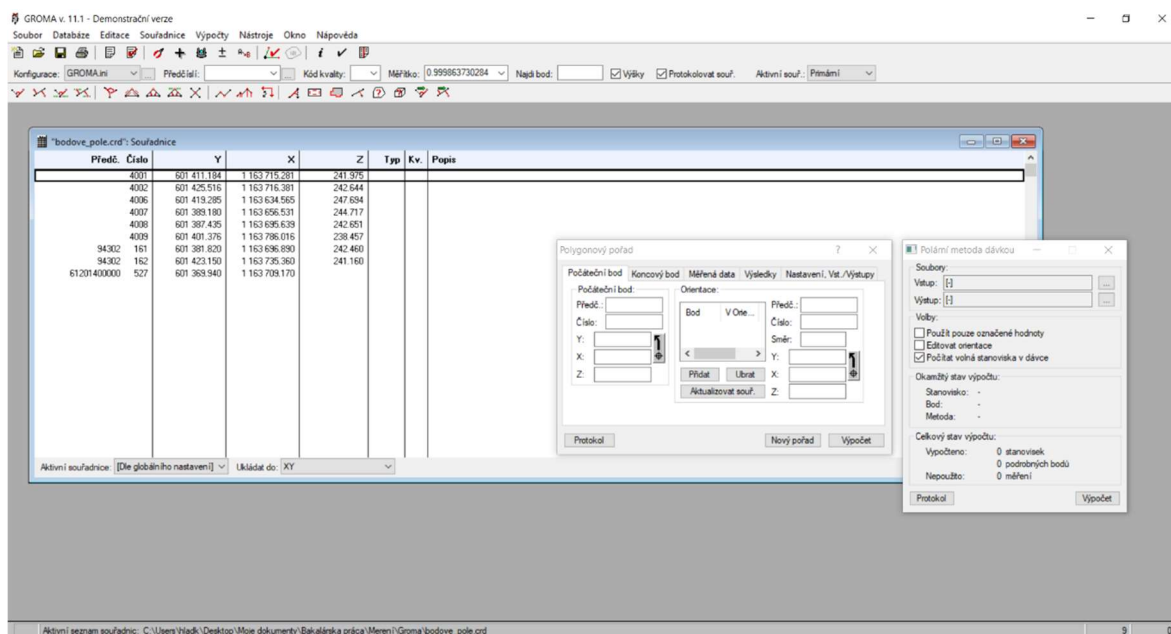 GROMA v. 11.1 - Demonstrační verze
Soubor Databáze Editace Souřadnice Výpočty Nástroje Okno Nápověda
Konfigurace: GROMA.ini Předčíslí: Kód kvality: Měřítko: 0.999863730284 Najdi bod: Výšky Protokolovat souř. Aktivní souř.: Primární
"bodove_pole.crd": Souřadnice
Předč. Číslo Y X Z Typ Kv. Popis
4001 601 411.184 1 163 715.281 241.975
4002 601 425.516 1 163 716.381 242.644
4006 601 419.285 1 163 634.565 247.694
4007 601 389.180 1 163 656.531 244.717
4008 601 387.435 1 163 695.639 242.651
4009 601 401.376 1 163 786.016 238.457
94302 161 601 381.820 1 163 696.890 242.460
94302 162 601 423.150 1 163 735.360 241.160
61201400000 527 601 369.940 1 163 709.170
Aktivní souřadnice: [Dle globálního nastavení] Ukládat do: XY
Polygonový pořad
Počáteční bod Koncový bod Měřená data Výsledky Nastavení, Vst./Výstupy
Počáteční bod:
Předč.:
Číslo:
Y:
X:
Z:
Orientace:
Bod V Orie...
Předč.:
Číslo:
Směr:
Y:
X:
Z:
Přidat Ubrat
Aktualizovat souř.
Protokol Nový pořad Výpočet
Polární metoda dávkou
Soubory:
Vstup: [-] ...
Výstup: [-] ...
Volby:
Použít pouze označené hodnoty
Editovat orientace
Počítat volná stanoviska v dávce
Okamžitý stav výpočtu:
Stanovisko: -
Bod: -
Metoda: -
Celkový stav výpočtu:
Vypočteno: 0 stanovisek
0 podrobných bodů
Nepoužito: 0 měření
Protokol Výpočet
Aktivní seznam souřadnic: C:\Users\hladk\Desktop\Moje dokumenty\Bakalárska práca\Mereni\Groma\bodove_pole.crd 9